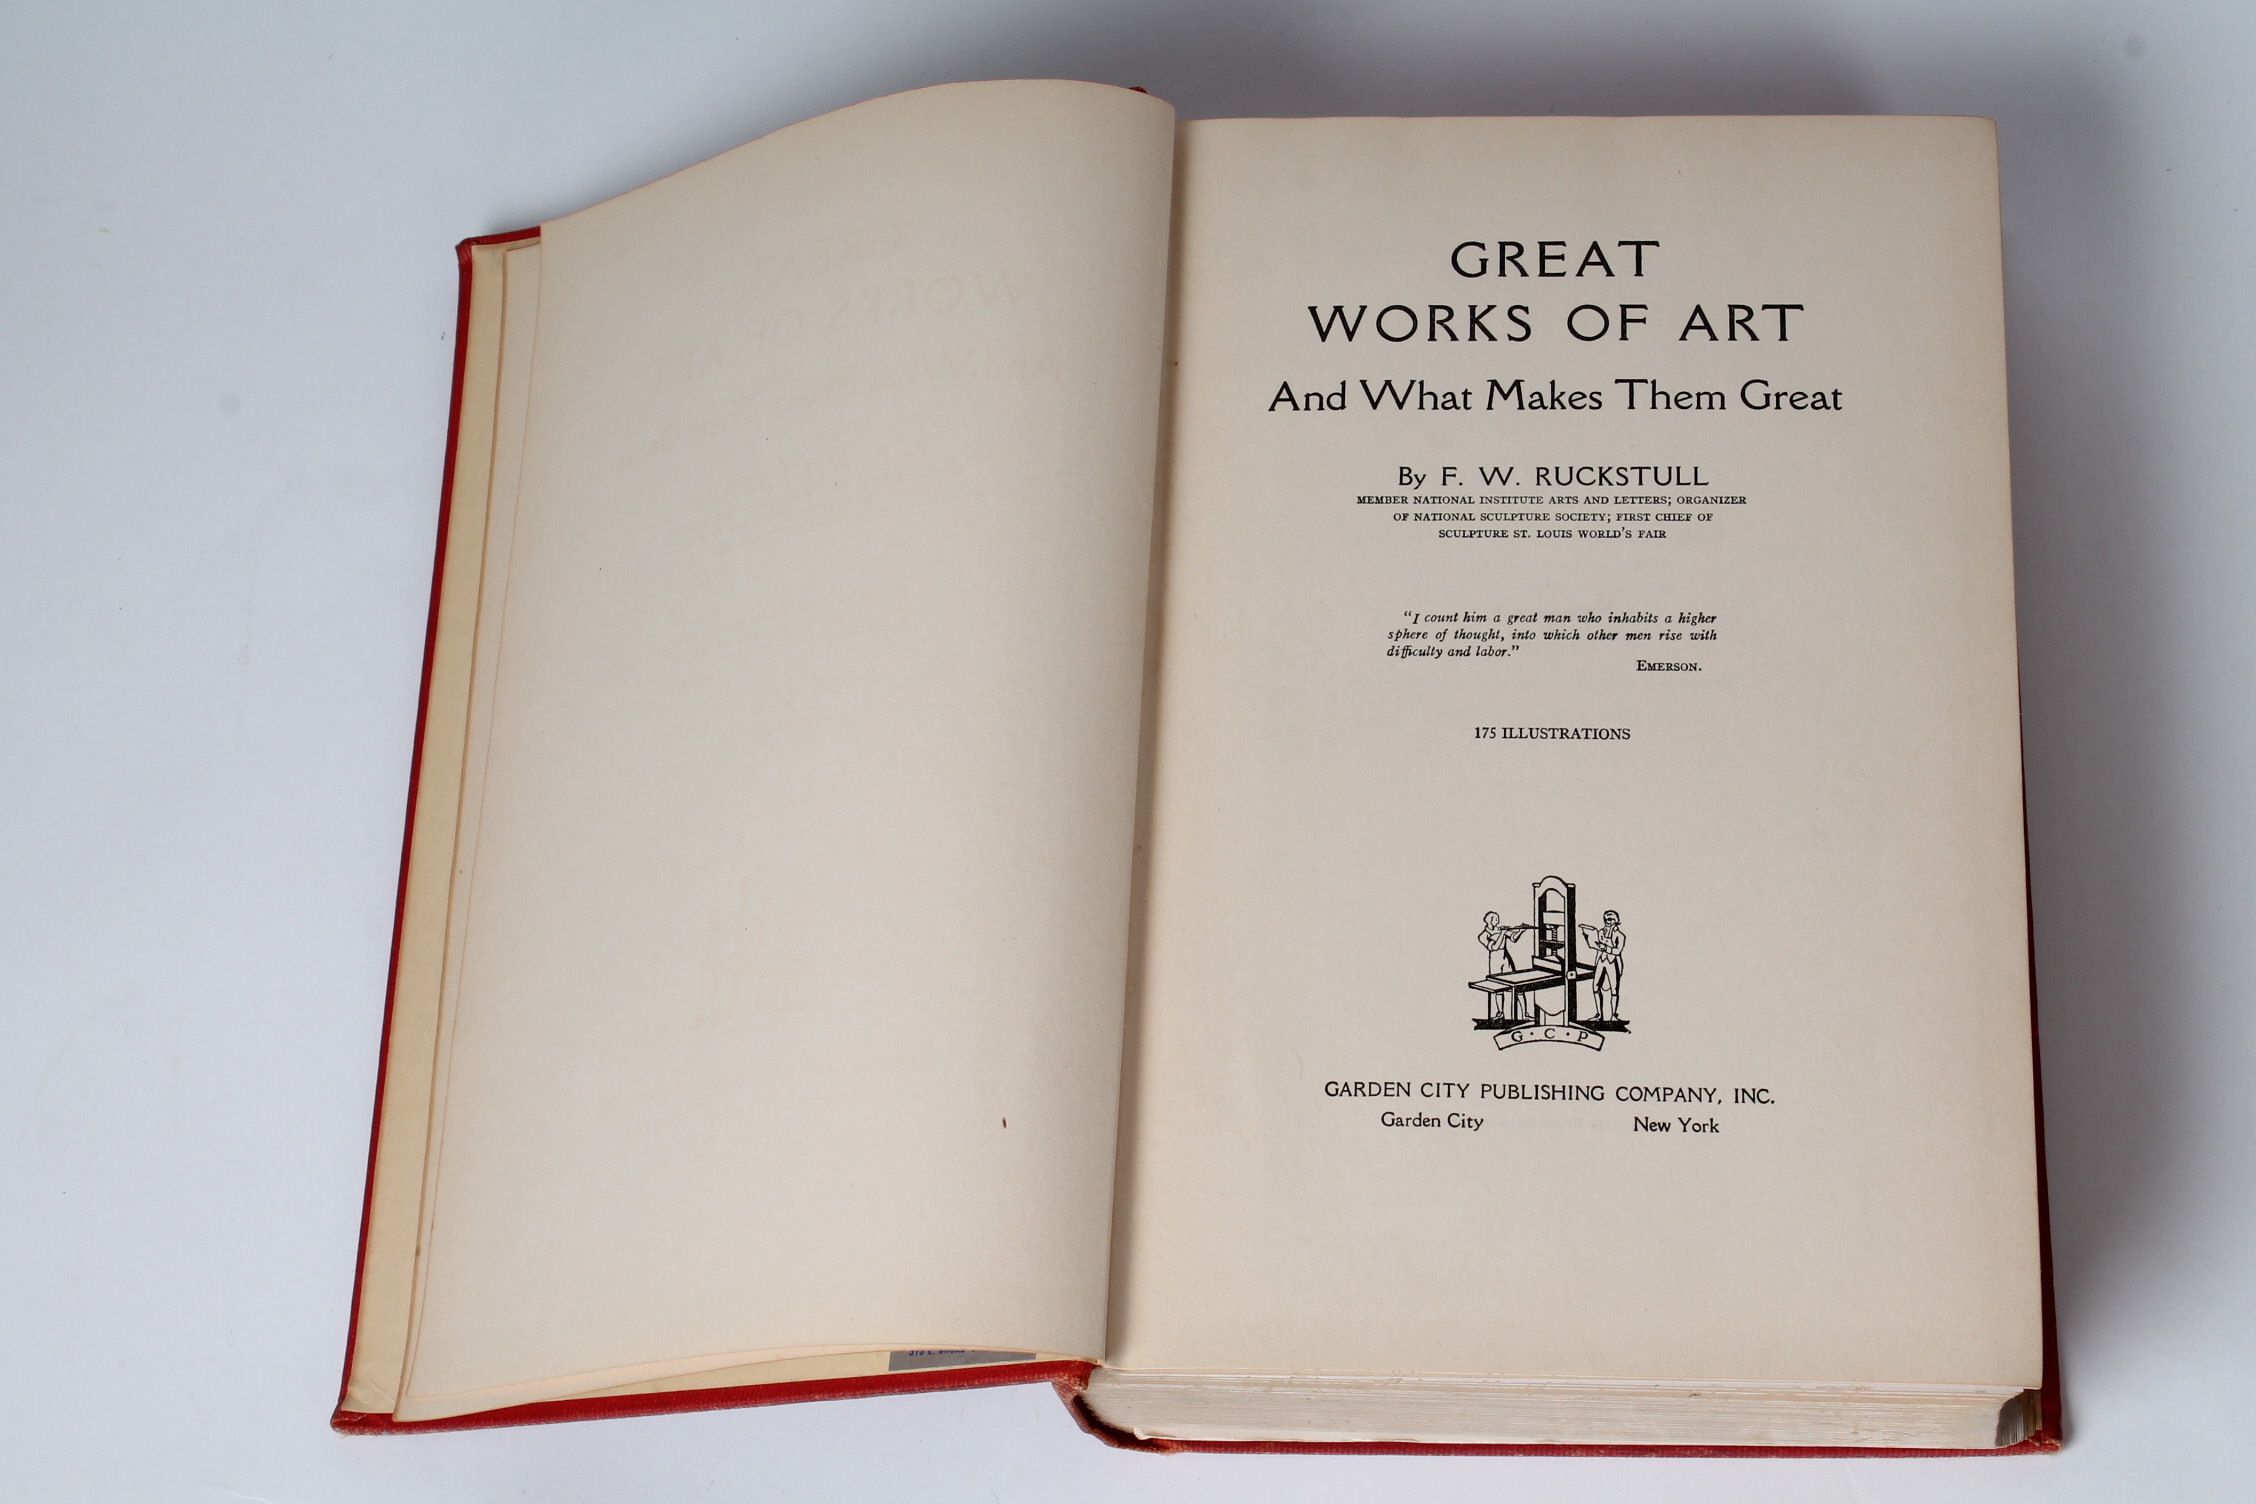 GREAT
WORKS OF ART
And What Makes Them Great
By F. W. RUCKSTULL
MEMBER NATIONAL INSTITUTE ARTS AND LETTERS; ORGANIZER
OF NATIONAL SCULPTURE SOCIETY; FIRST CHIEF OF
SCULPTURE ST. LOUIS WORLD'S FAIR
"I count him a great man who inhabits a higher
sphere of thought, into which other men rise with
difficulty and labor."
EMERSON.
175 ILLUSTRATIONS
G·C·P
GARDEN CITY PUBLISHING COMPANY, INC.
Garden City New York